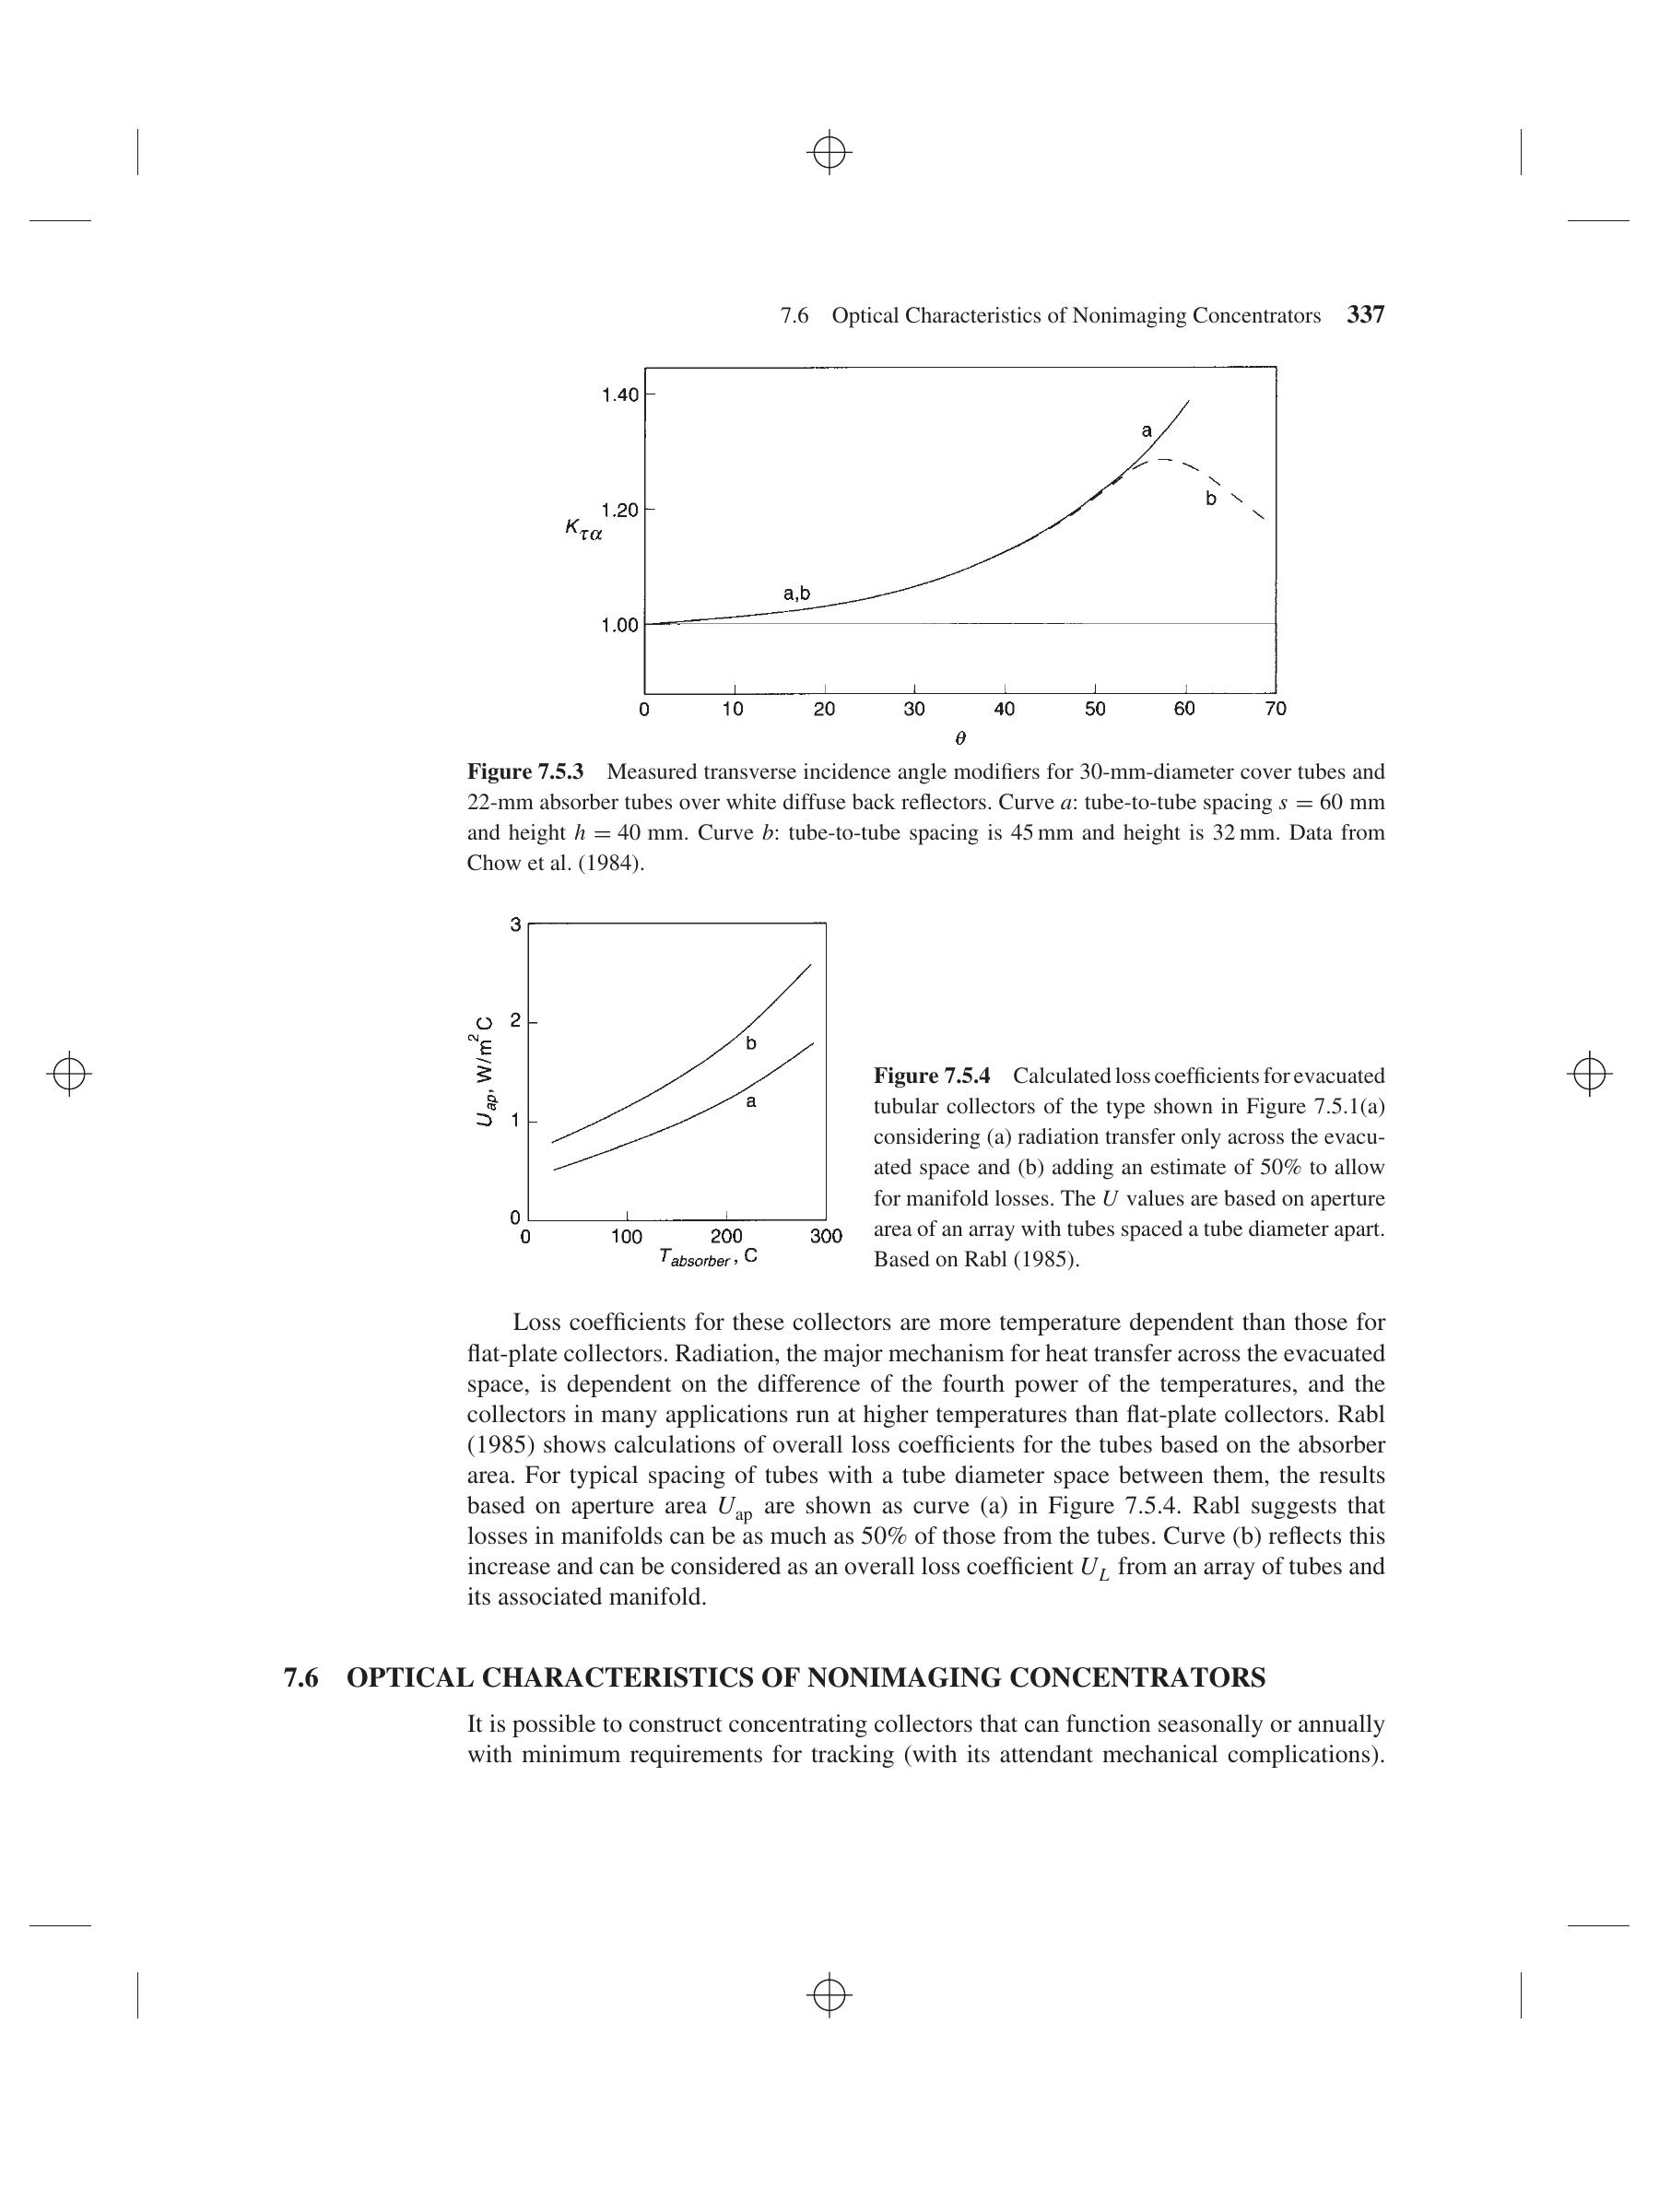 7.6 Optical Characteristics of Nonimaging Concentrators 337
1.40
a
1.20
b
Kτα
a,b
1.00
0 10 20 30 40 50 60 70
θ
Figure 7.5.3 Measured transverse incidence angle modifiers for 30-mm-diameter cover tubes and
22-mm absorber tubes over white diffuse back reflectors. Curve a: tube-to-tube spacing s = 60 mm
and height h = 40 mm. Curve b: tube-to-tube spacing is 45 mm and height is 32 mm. Data from
Chow et al. (1984).
3
2
b
a
1
0
Uap, W/m2 C
0 100 200 300
Tabsorber, C
Figure 7.5.4 Calculated loss coefficients for evacuated
tubular collectors of the type shown in Figure 7.5.1(a)
considering (a) radiation transfer only across the evacu-
ated space and (b) adding an estimate of 50% to allow
for manifold losses. The U values are based on aperture
area of an array with tubes spaced a tube diameter apart.
Based on Rabl (1985).
Loss coefficients for these collectors are more temperature dependent than those for
flat-plate collectors. Radiation, the major mechanism for heat transfer across the evacuated
space, is dependent on the difference of the fourth power of the temperatures, and the
collectors in many applications run at higher temperatures than flat-plate collectors. Rabl
(1985) shows calculations of overall loss coefficients for the tubes based on the absorber
area. For typical spacing of tubes with a tube diameter space between them, the results
based on aperture area Uap are shown as curve (a) in Figure 7.5.4. Rabl suggests that
losses in manifolds can be as much as 50% of those from the tubes. Curve (b) reflects this
increase and can be considered as an overall loss coefficient UL from an array of tubes and
its associated manifold.
7.6 OPTICAL CHARACTERISTICS OF NONIMAGING CONCENTRATORS
It is possible to construct concentrating collectors that can function seasonally or annually
with minimum requirements for tracking (with its attendant mechanical complications).